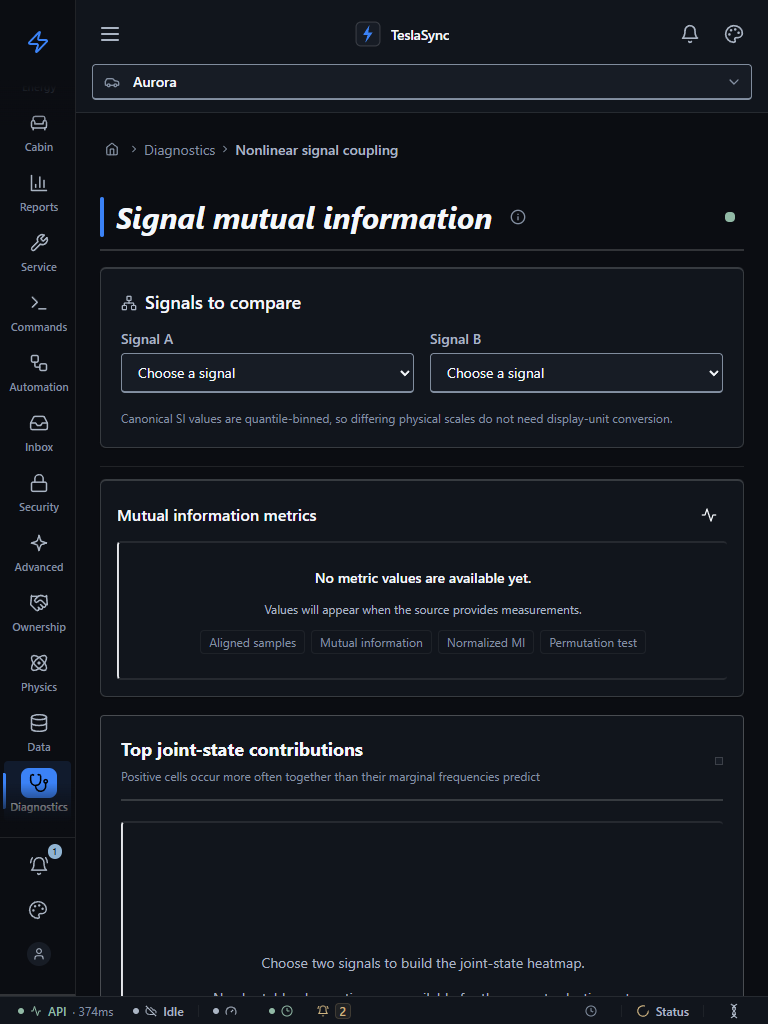 TeslaSync
Aurora
Cabin
Reports
Service
Commands
Automation
Inbox
Security
Advanced
Ownership
Physics
Data
Diagnostics
1
Diagnostics
Nonlinear signal coupling
Signal mutual information
Signals to compare
Signal A
Signal B
Choose a signal
Choose a signal
Canonical SI values are quantile-binned, so differing physical scales do not need display-unit conversion.
Mutual information metrics
No metric values are available yet.
Values will appear when the source provides measurements.
Aligned samples
Mutual information
Normalized MI
Permutation test
Top joint-state contributions
Positive cells occur more often together than their marginal frequencies predict
Choose two signals to build the joint-state heatmap.
API · 374ms
Idle
2
Status